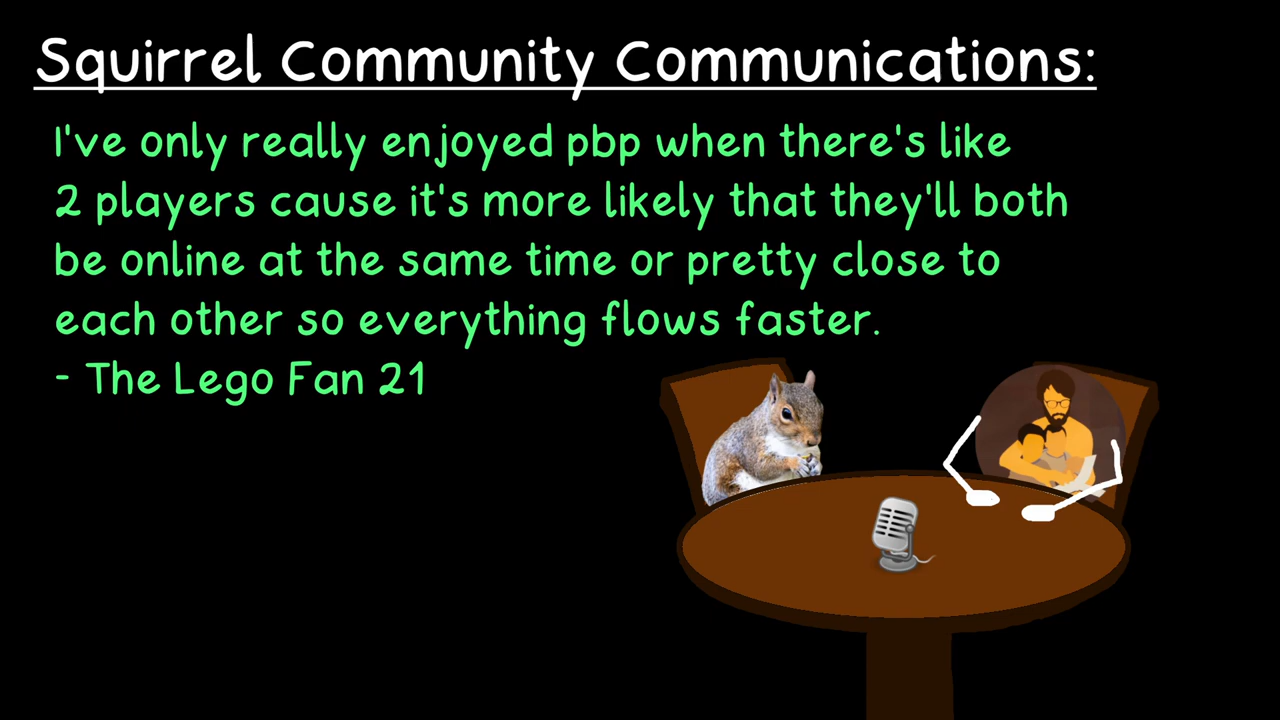 Squirrel Community Communications:
I've only really enjoyed pbp when there's like
2 players cause it's more likely that they'll both
be online at the same time or pretty close to
each other so everything flows faster.
- The Lego Fan 21